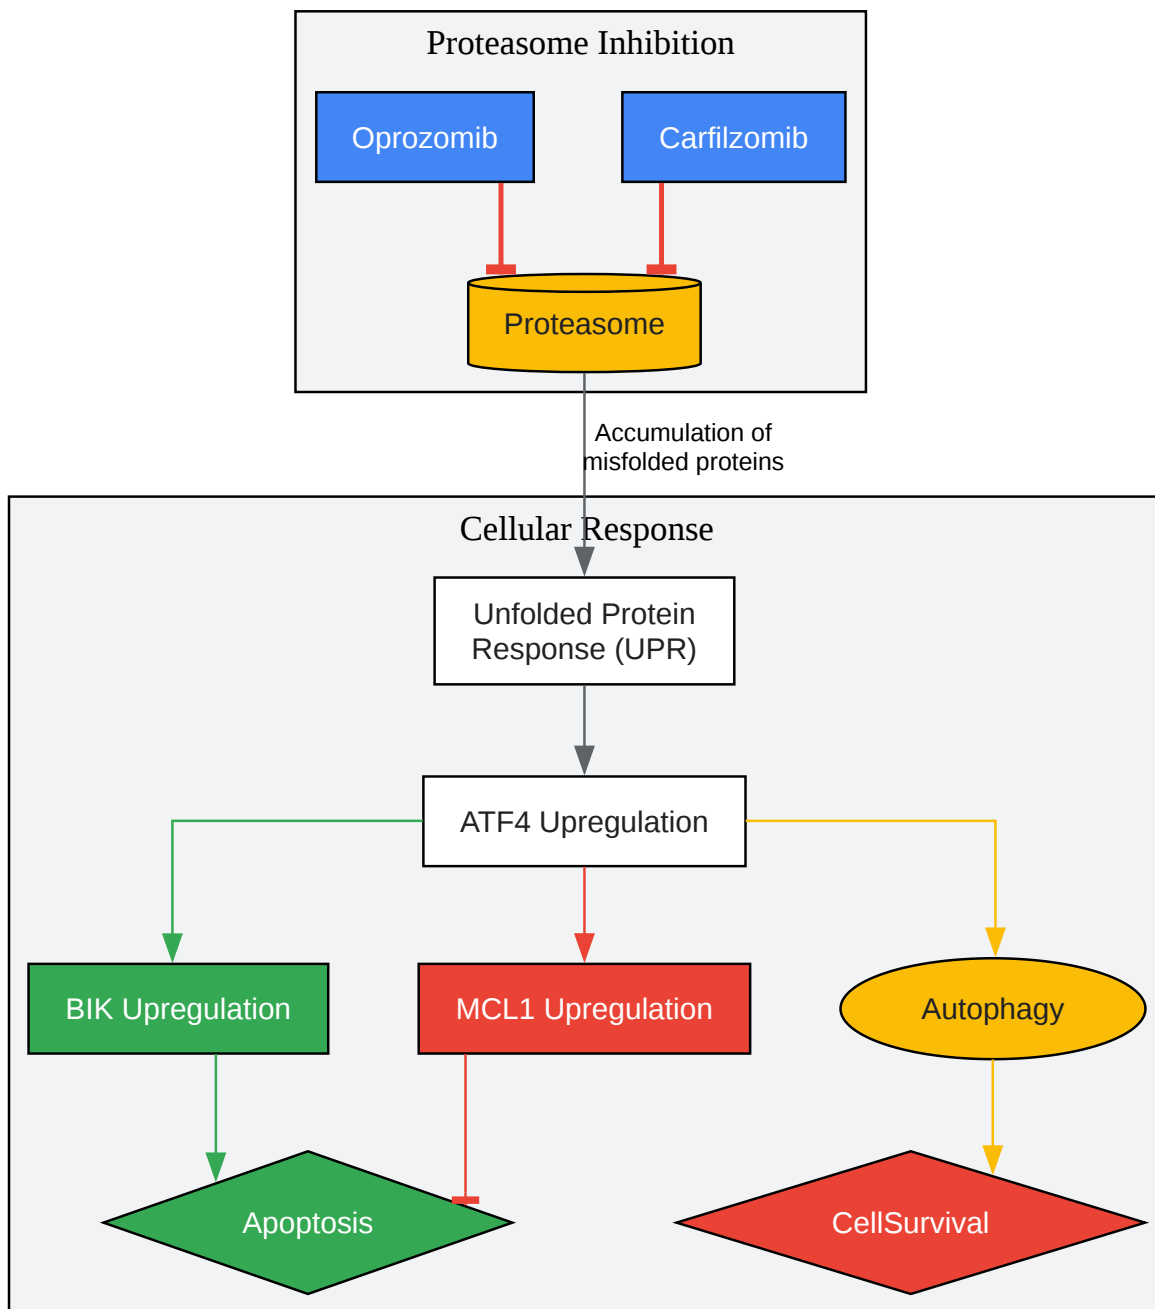 Proteasome Inhibition
Oprozomib
Carfilzomib
Proteasome
Accumulation of
misfolded proteins
Cellular Response
Unfolded Protein
Response (UPR)
ATF4 Upregulation
BIK Upregulation
MCL1 Upregulation
Autophagy
Apoptosis
CellSurvival